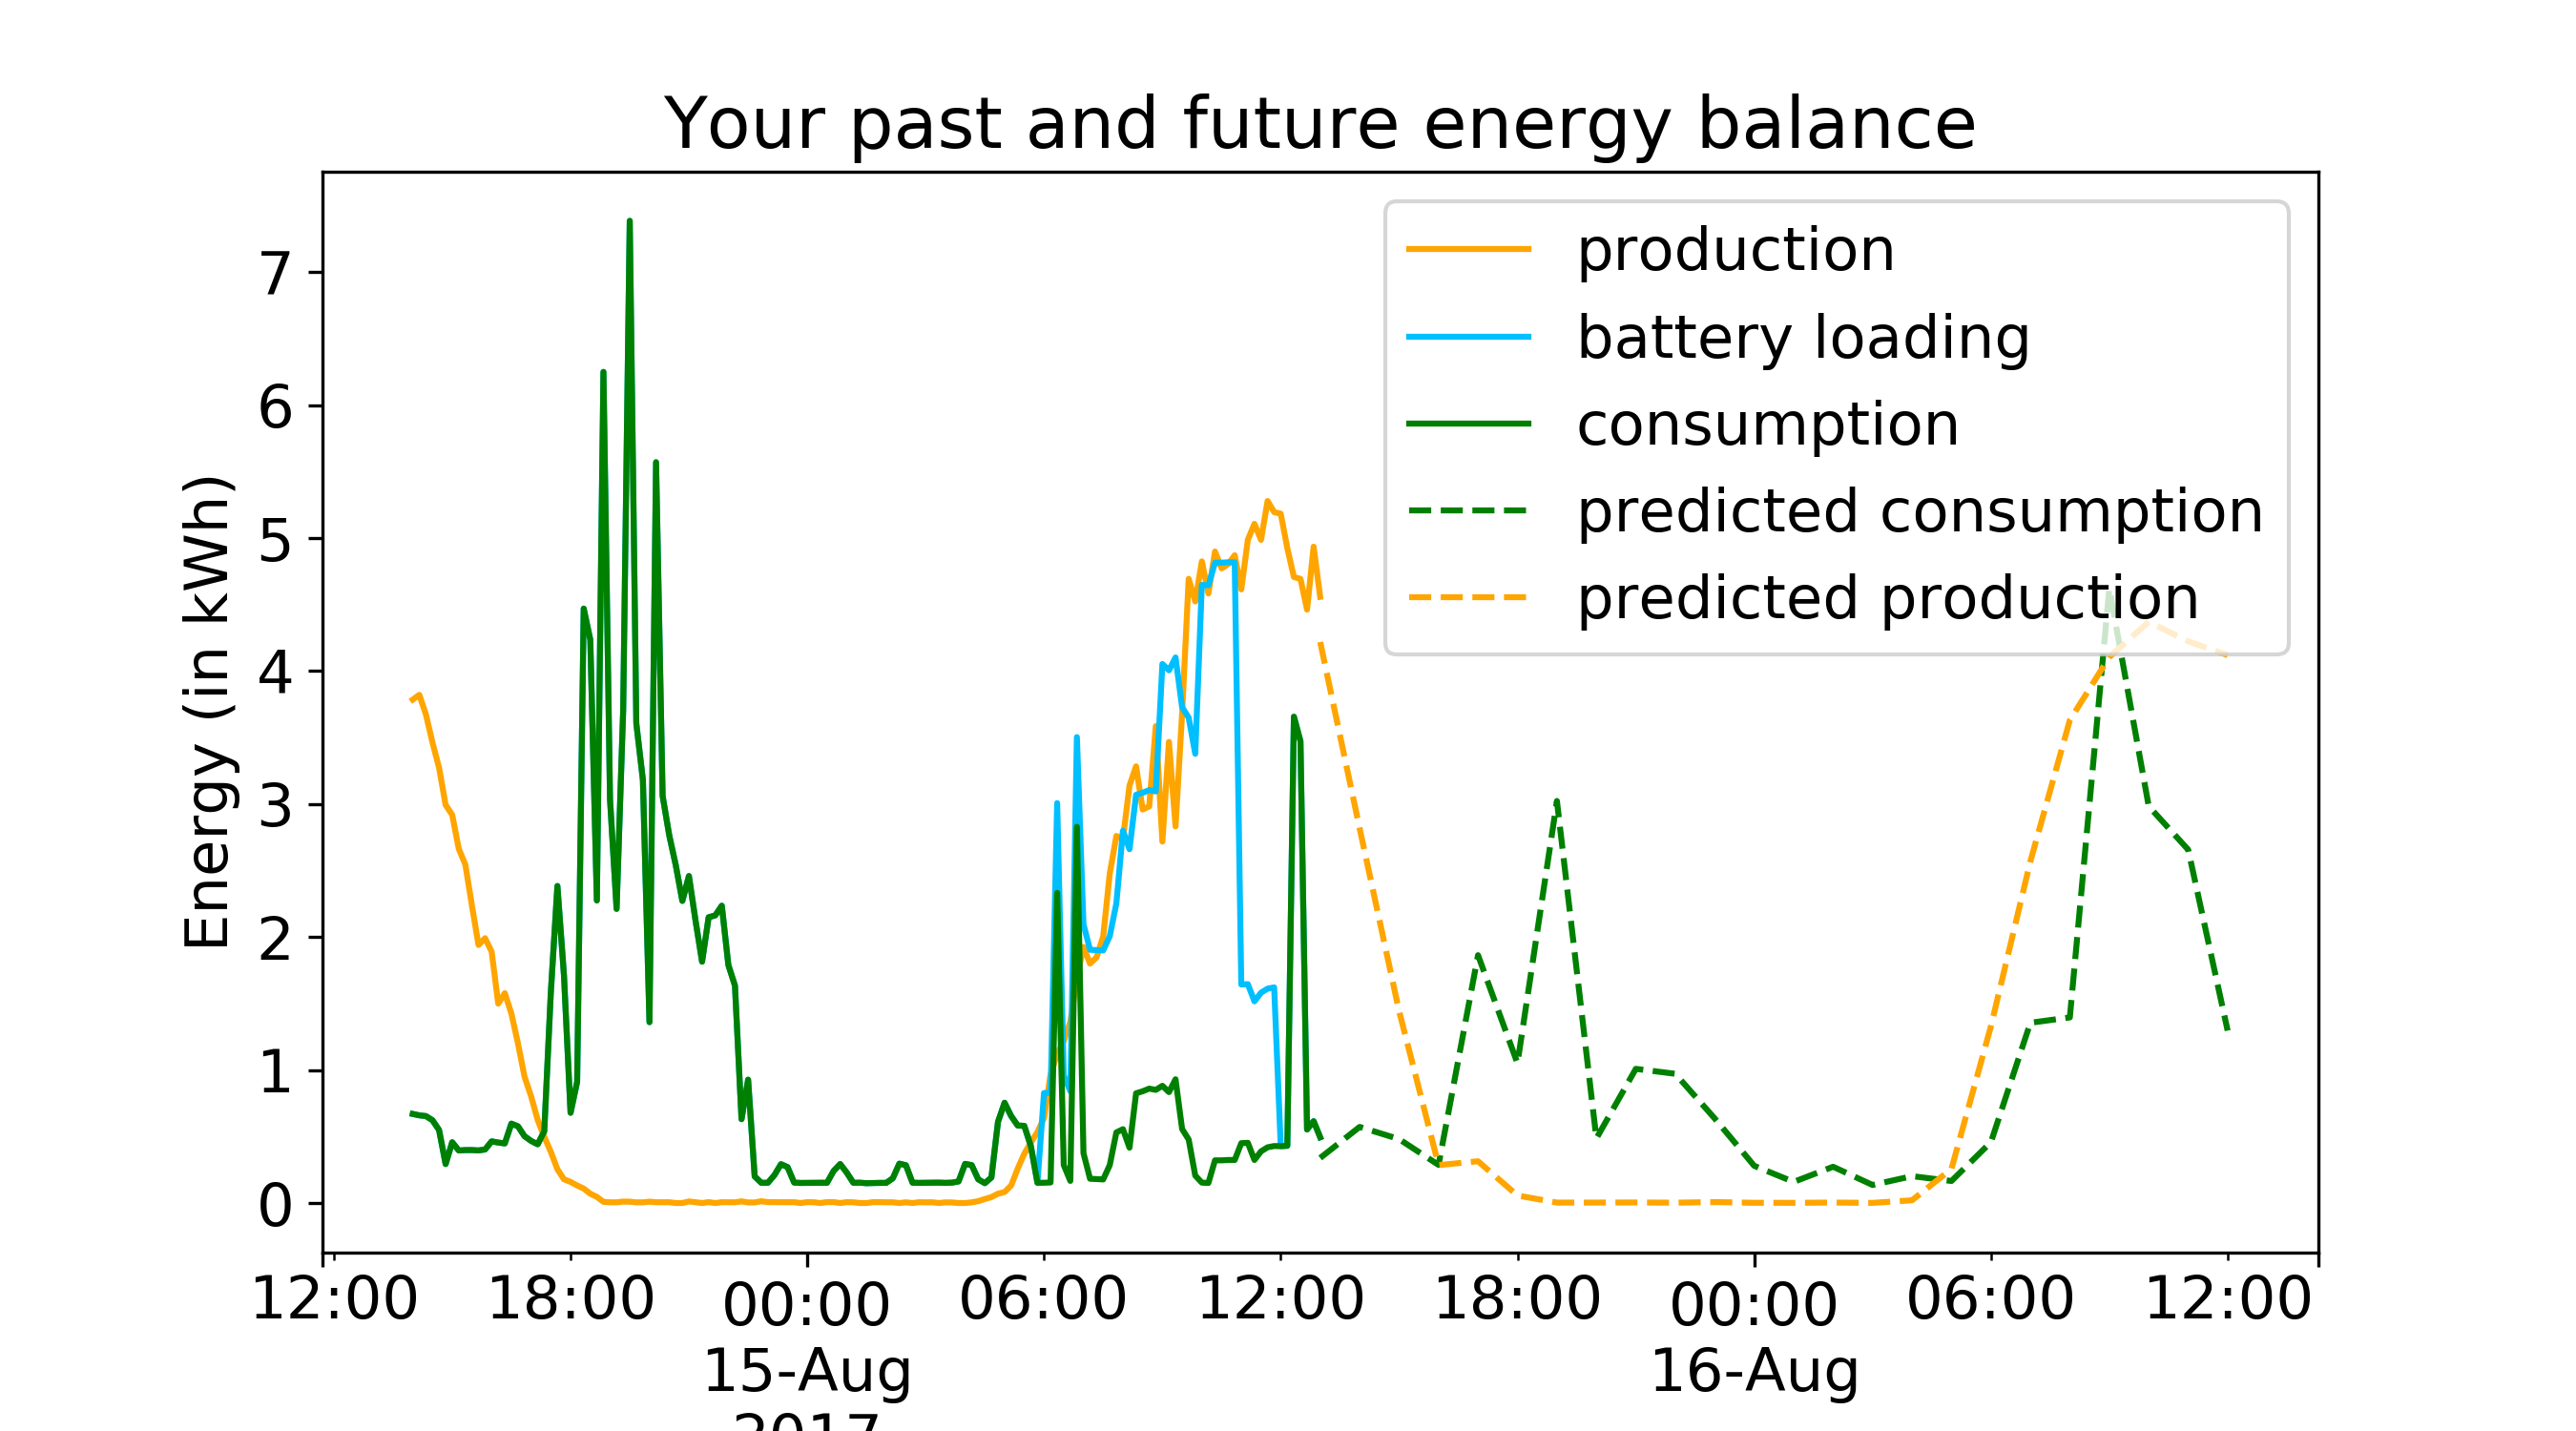 Your past and future energy balance
production
battery loading
consumption
predicted consumption
predicted production
Energy (in kWh)
7
6
5
4
3
2
1
0
12:00 18:00 00:00 06:00 12:00 18:00 00:00 06:00 12:00
15-Aug 16-Aug
2017